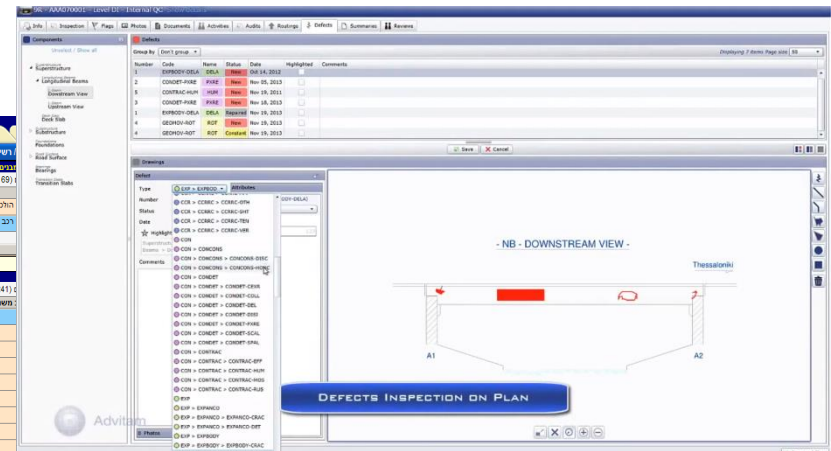 Info Inspection Flags Photos Documents Activities Audits Routings Defects Summaries Reviews
Components
Unselect / Show all
Superstructure
Longitudinal Beams
Downstream View
Upstream View
Deck Slab
Substructure
Foundations
Road Surface
Bearings
Transition Slabs
Defects
Group By Don't group
Displaying 7 items Page size
Number Code Name Status Date Highlighted Comments
1 EXPBODY-DELA DELA New Oct 14, 2012
2 CONDET-PXRE PXRE New Nov 05, 2013
5 CONTRAC-HUM HUM New Nov 19, 2011
3 CONDET-PXRE PXRE New Nov 18, 2013
1 EXPBODY-DELA DELA Repaired Nov 19, 2013
4 GEOMOV-ROT ROT New Nov 19, 2013
4 GEOMOV-ROT ROT Constant Nov 19, 2013
Save Cancel
Drawings
Defect
Type EXP > EXPBOD Attributes
Number
Status
Date
Highlight
Comments
CCR > CCRRC > CCRRC-OTH
CCR > CCRRC > CCRRC-SHT
CCR > CCRRC > CCRRC-TEN
CCR > CCRRC > CCRRC-VER
CON
CON > CONCONS
CON > CONCONS > CONCONS-DISC
CON > CONCONS > CONCONS-HONC
CON > CONDET
CON > CONDET > CONDET-CEXR
CON > CONDET > CONDET-COLL
CON > CONDET > CONDET-DEL
CON > CONDET > CONDET-DISI
CON > CONDET > CONDET-PXRE
CON > CONDET > CONDET-SCAL
CON > CONDET > CONDET-SPAL
CON > CONTRAC
CON > CONTRAC > CONTRAC-EFF
CON > CONTRAC > CONTRAC-HUM
CON > CONTRAC > CONTRAC-MOS
CON > CONTRAC > CONTRAC-RUS
EXP
EXP > EXPANCO
EXP > EXPANCO > EXPANCO-CRAC
EXP > EXPANCO > EXPANCO-DET
EXP > EXPBODY
EXP > EXPBODY > EXPBODY-CRAC
- NB - DOWNSTREAM VIEW -
Thessaloniki
A1
A2
DEFECTS INSPECTION ON PLAN
Advitam
Photos